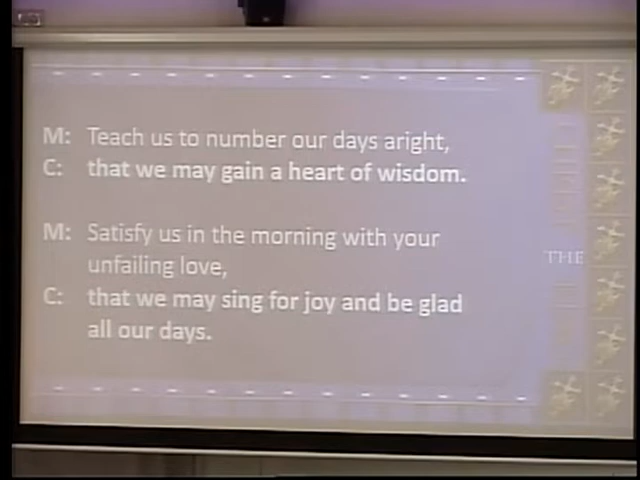 M: Teach us to number our days aright,
C: that we may gain a heart of wisdom.
M: Satisfy us in the morning with your
unfailing love,
C: that we may sing for joy and be glad
all our days.
THE